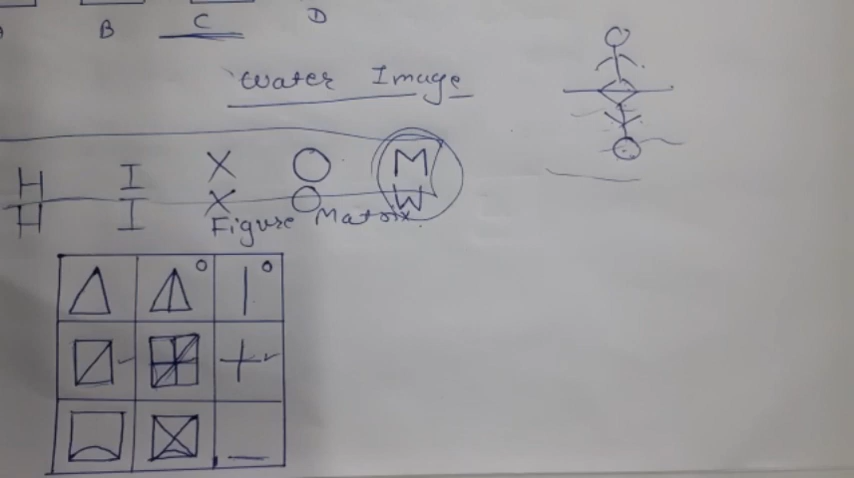 B C D
Water Image
H I X O M
H I X O W
Figure Matrix